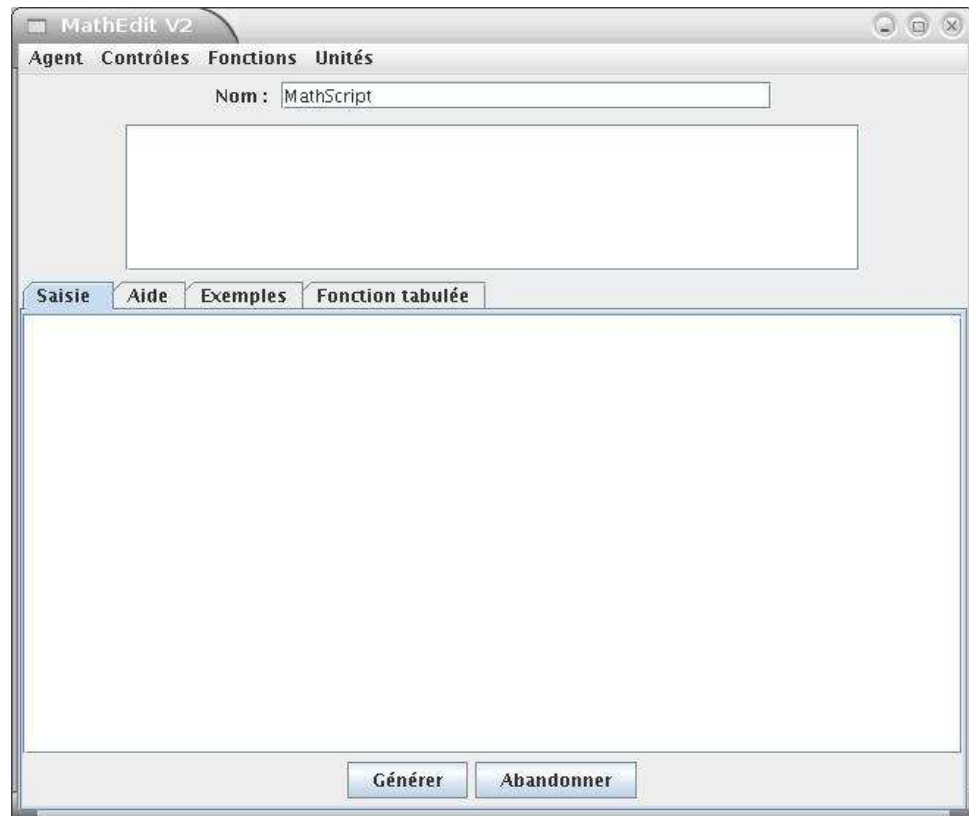 MathEdit V2
Agent Contrôles Fonctions Unités
Nom : MathScript
Saisie Aide Exemples Fonction tabulée
Générer Abandonner